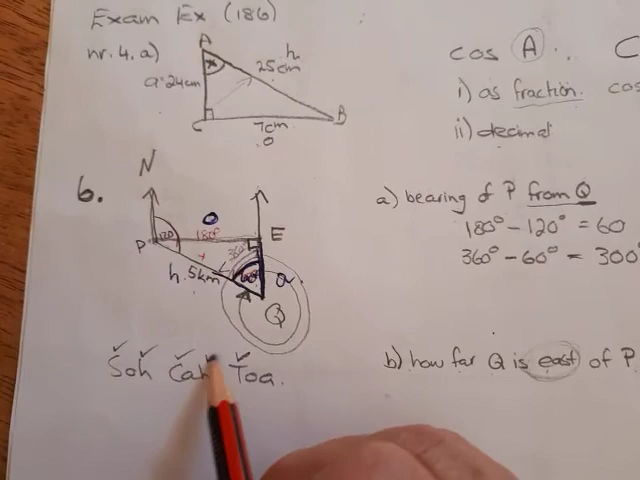 Exam Ex (186)
nr. 4. a)
A
x
h
25cm
a 24cm
C
7cm
o
B
cos A . . C
i) as fraction. cos
ii) decimal
6.
N
O
P
120
180°
E
h. 5km
360°
60°
a.
Q
a) bearing of P from Q
180° - 120° = 60
360° - 60° = 300°
b) how far Q is east of P
Soh Cah Toa.